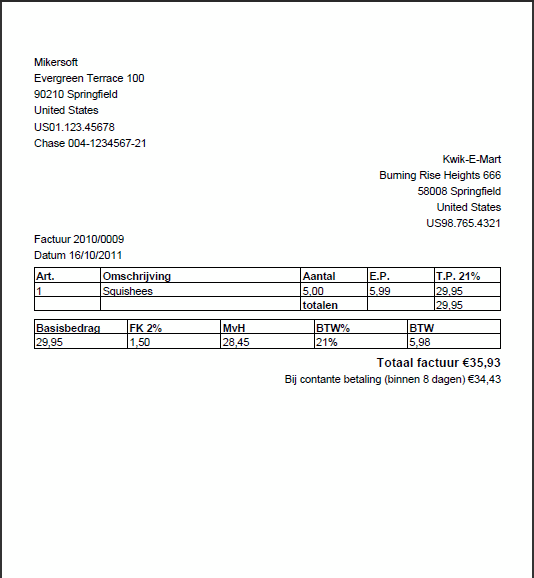 Mikersoft
Evergreen Terrace 100
90210 Springfield
United States
US01.123.45678
Chase 004-1234567-21
Kwik-E-Mart
Burning Rise Heights 666
58008 Springfield
United States
US98.765.4321
Factuur 2010/0009
Datum 16/10/2011
Art. Omschrijving Aantal E.P. T.P. 21%
1 Squishees 5,00 5,99 29,95
totalen 29,95
Basisbedrag FK 2% MvH BTW% BTW
29,95 1,50 28,45 21% 5,98
Totaal factuur €35,93
Bij contante betaling (binnen 8 dagen) €34,43